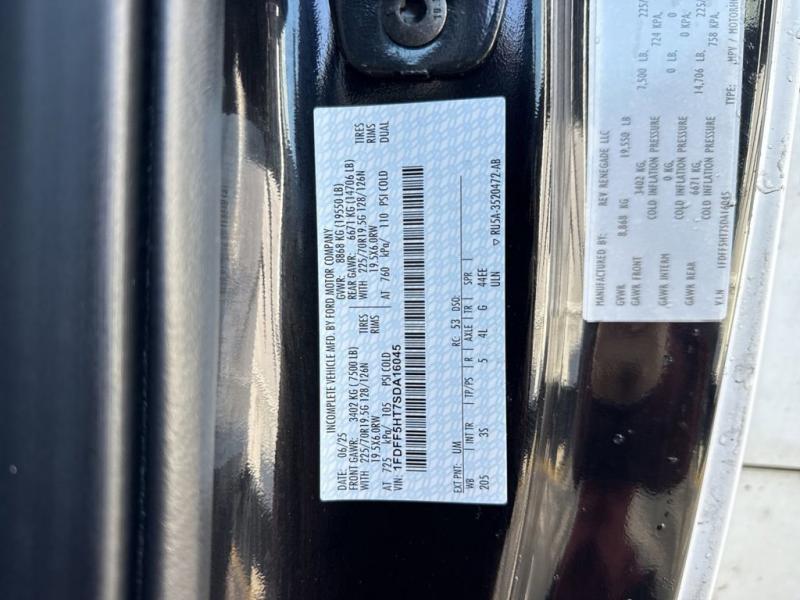 INCOMPLETE VEHICLE MFD. BY FORD MOTOR COMPANY
DATE: 06/25 GVWR: 8868 KG (19550 LB)
FRONT GAWR: 3402 KG (7500 LB) REAR GAWR: 6671 KG (14706 LB)
WITH 225/70R19.5G 128/126N TIRES WITH 225/70R19.5G 128/126N TIRES
19.5X6.0RW RIMS 19.5X6.0RW RIMS
AT 725 kPa/ 105 PSI COLD AT 760 kPa/ 110 PSI COLD DUAL
VIN: 1FDFF5HT7SDA16045
EXT PNT: UM RC: 53 DSO:
WB INT TR TP/PS R AXLE TR SPR
205 3S 5 4L G 44EE
ULN
RU5A-3520472-AB
MANUFACTURED BY: REV RENEGADE LLC
GVWR 8,868 KG 19,550 LB
GAWR FRONT 3402 KG, 7,500 LB, 225/
COLD INFLATION PRESSURE 724 KPA,
GAWR INTERM 0 KG, 0 LB,
COLD INFLATION PRESSURE 0 KPA,
GAWR REAR 6671 KG, 14,706 LB, 225/
COLD INFLATION PRESSURE 758 KPA,
V.I.N 1FDFF5HT7SDA16045 TYPE: MPV / MOTORH